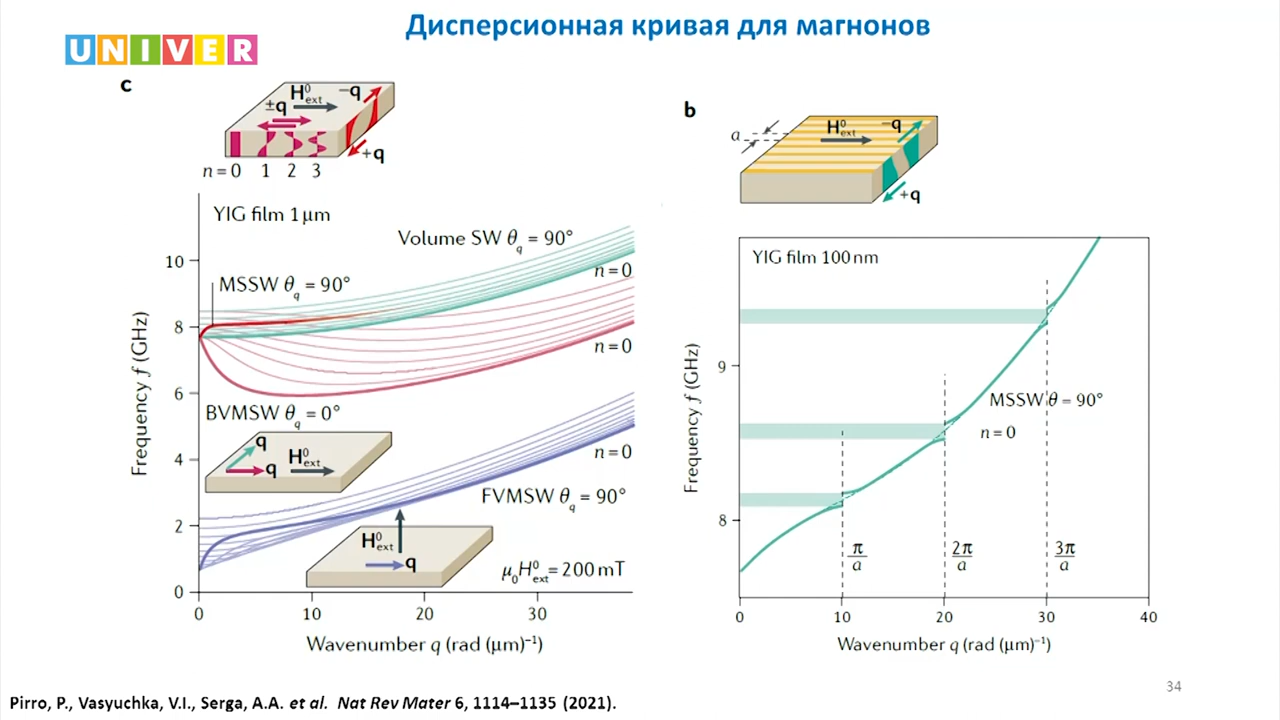 Дисперсионная кривая для магнонов
UNIVER
c
H⁰ext
−q
±q
+q
n = 0 1 2 3
YIG film 1 μm
Volume SW θq = 90°
n = 0
MSSW θq = 90°
n = 0
BVMSW θq = 0°
q
q
H⁰ext
n = 0
FVMSW θq = 90°
H⁰ext
q
μ₀H⁰ext = 200 mT
Frequency f (GHz)
10
8
6
4
2
0
0 10 20 30
Wavenumber q (rad (μm)⁻¹)
b
a
H⁰ext
−q
+q
YIG film 100 nm
MSSW θ = 90°
n = 0
π/a
2π/a
3π/a
Frequency f (GHz)
9
8
0 10 20 30 40
Wavenumber q (rad (μm)⁻¹)
34
Pirro, P., Vasyuchka, V.I., Serga, A.A. et al. Nat Rev Mater 6, 1114–1135 (2021).